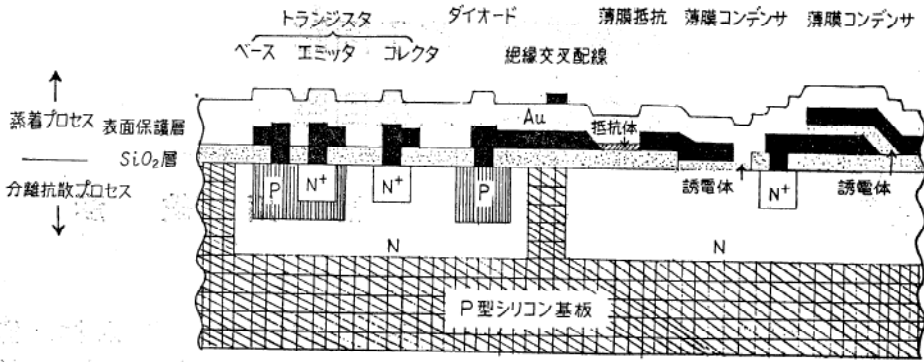 トランジスタ ダイオード 薄膜抵抗 薄膜コンデンサ 薄膜コンデンサ
ベース エミッタ コレクタ 絶縁交叉配線
蒸着プロセス 表面保護層 Au 抵抗体
SiO₂層
分離抗散プロセス 誘電体 誘電体
P N⁺ N⁺ P N⁺
N N
P型シリコン基板